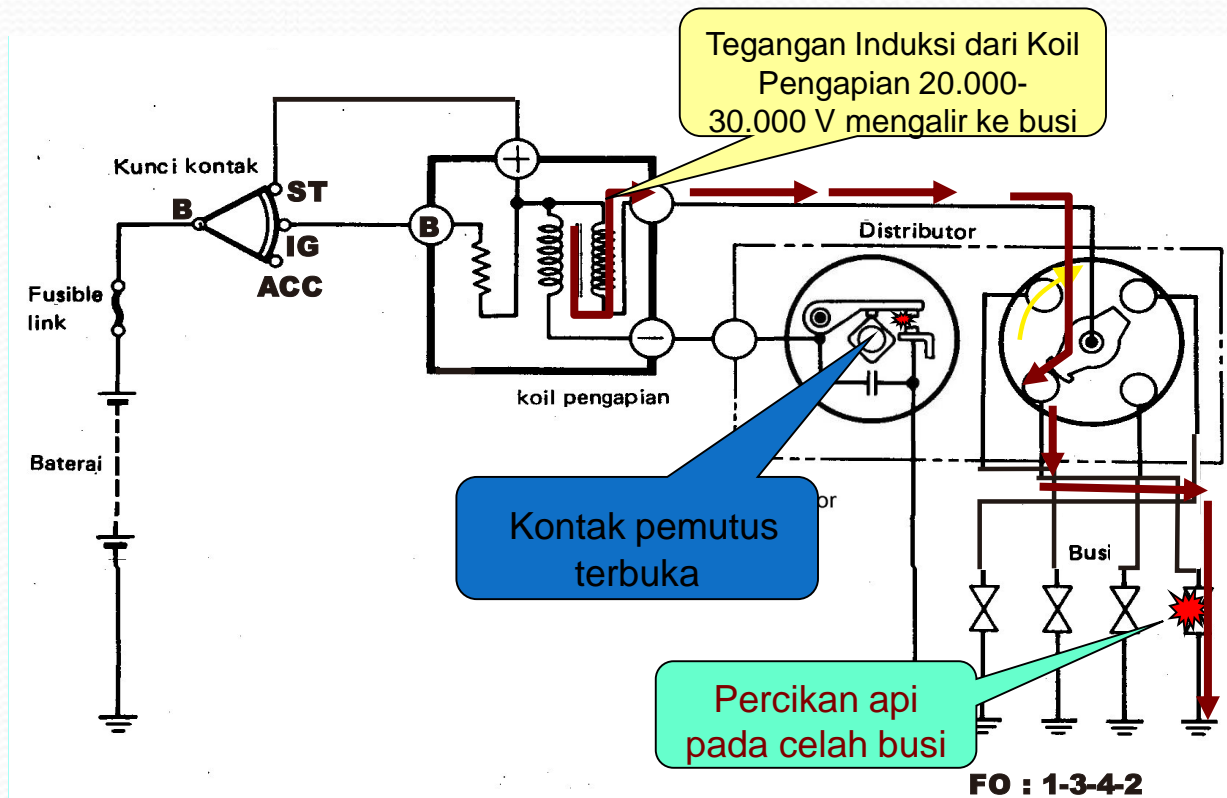 Tegangan Induksi dari Koil
Pengapian 20.000-
30.000 V mengalir ke busi
Kunci kontak
ST
B
IG
ACC
+
B
Fusible
link
Distributor
−
koil pengapian
Baterai
or
Kontak pemutus
terbuka
Busi
Percikan api
pada celah busi
FO : 1-3-4-2